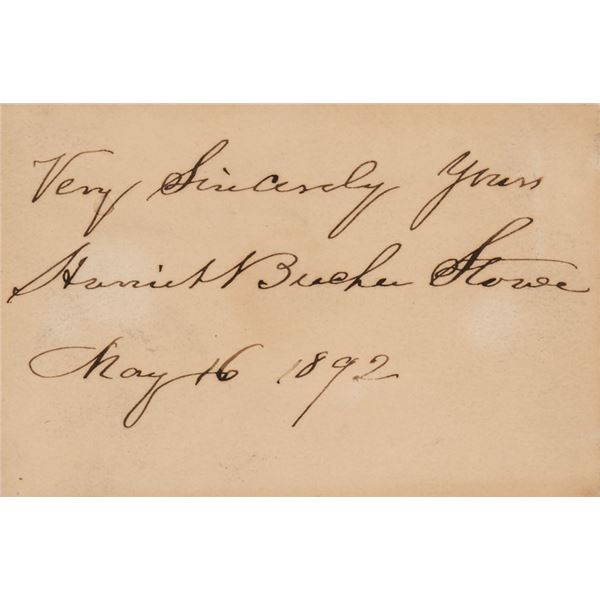 Very Sincerely Yours
Harriet Beecher Stowe
May 16 1892